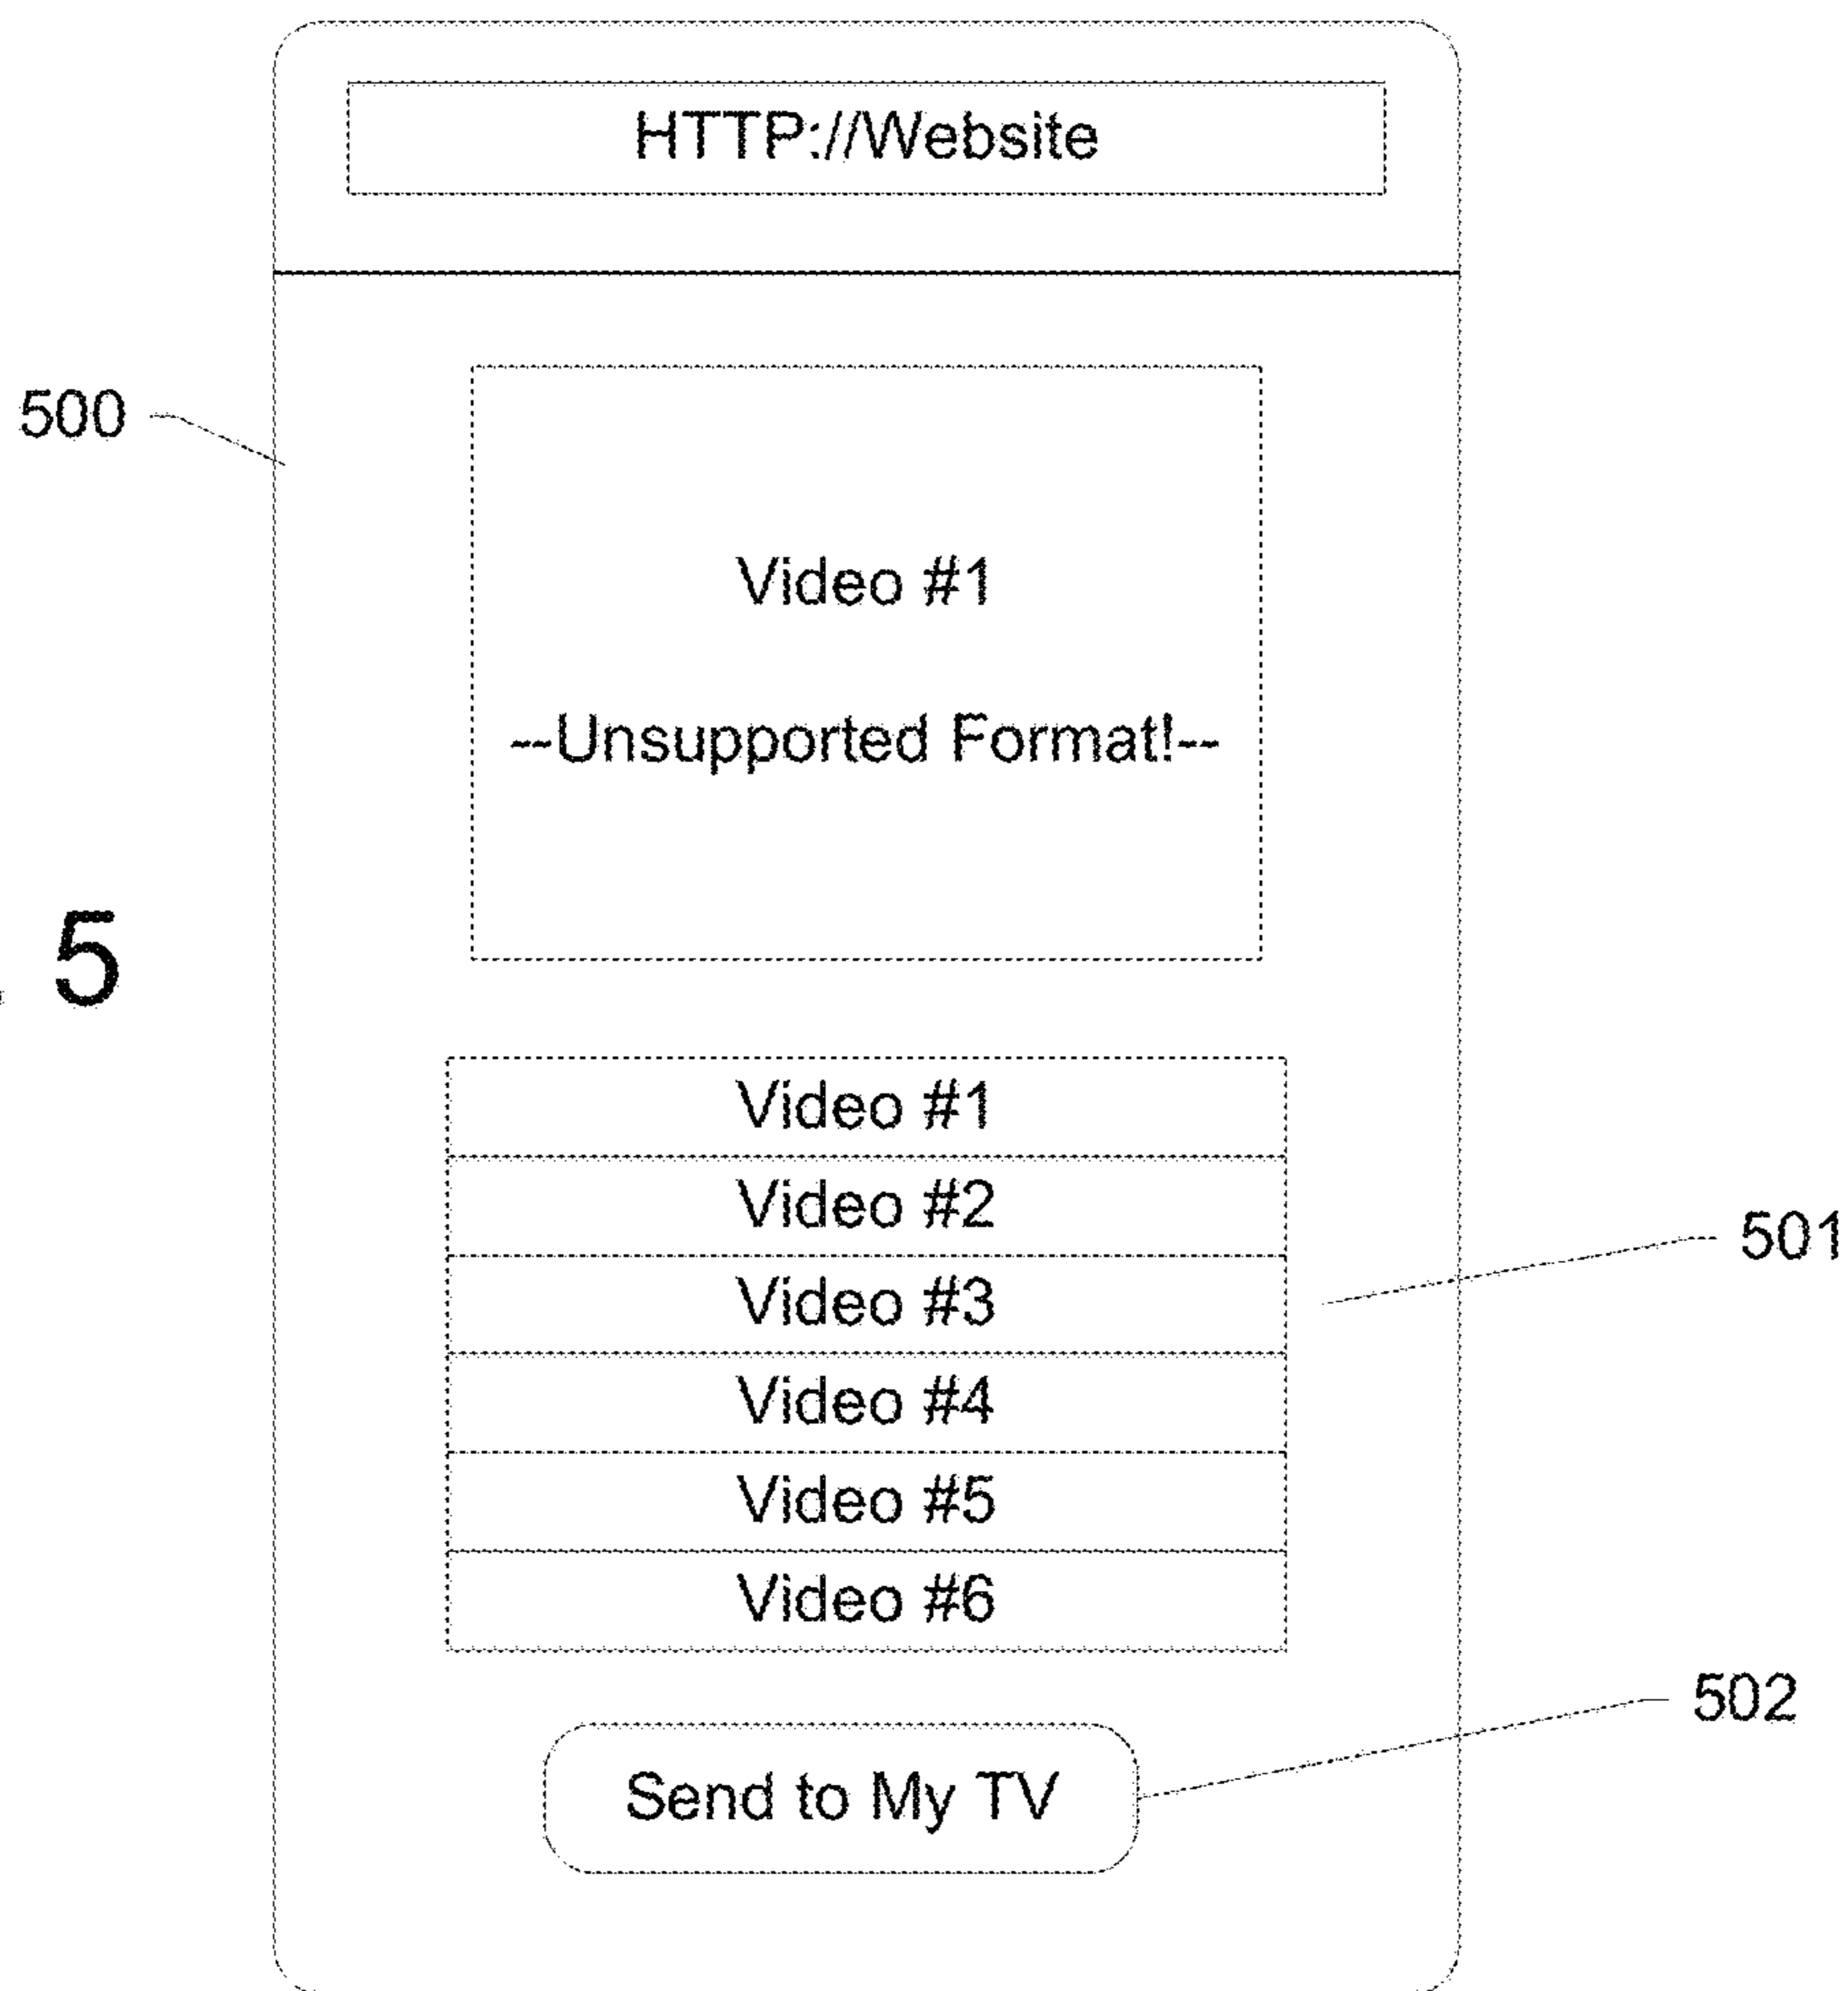 HTTP://Website
500
Video #1
--Unsupported Format!--
5
Video #1
Video #2
501
Video #3
Video #4
Video #5
Video #6
502
Send to My TV